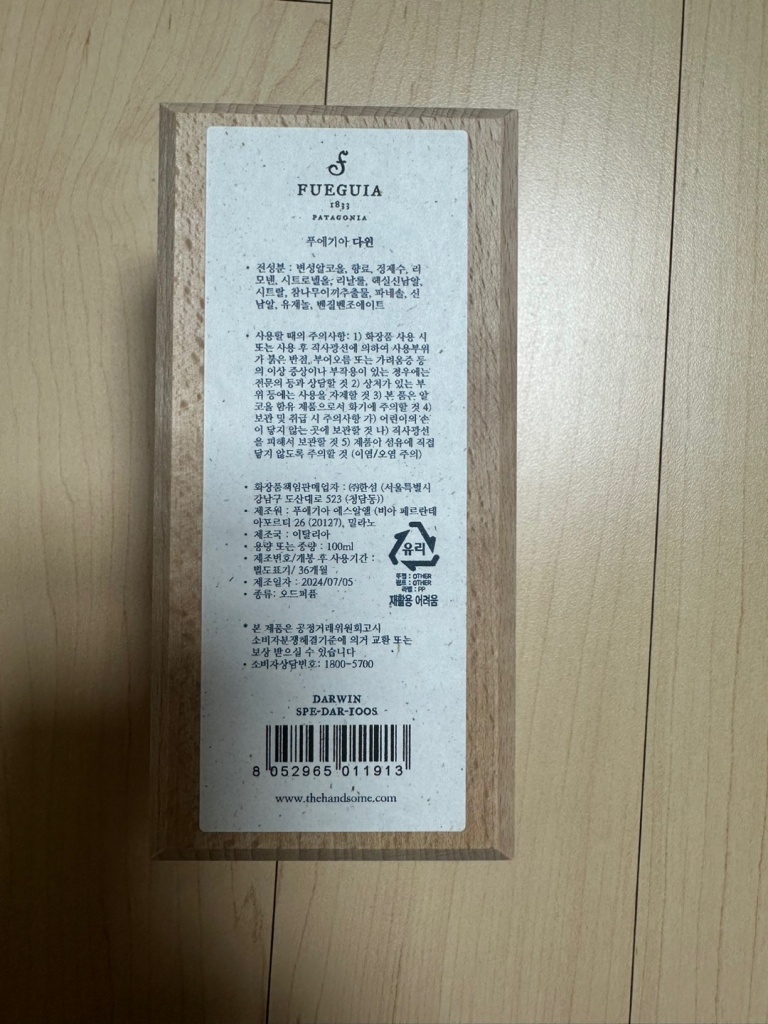 FUEGUIA
1833
PATAGONIA
푸에기아 다윈
• 전성분 : 변성알코올, 향료, 정제수, 리
모넨, 시트로넬올, 리날룰, 헥실신남알,
시트랄, 참나무이끼추출물, 파네솔, 신
남알, 유제놀, 벤질벤조에이트
• 사용할 때의 주의사항: 1) 화장품 사용 시
또는 사용 후 직사광선에 의하여 사용부위
가 붉은 반점, 부어오름 또는 가려움증 등
의 이상 증상이나 부작용이 있는 경우에는
전문의 등과 상담할 것 2) 상처가 있는 부
위 등에는 사용을 자제할 것 3) 본 품은 알
코올 함유 제품으로서 화기에 주의할 것 4)
보관 및 취급 시 주의사항 가) 어린이의 손
이 닿지 않는 곳에 보관할 것 나) 직사광선
을 피해서 보관할 것 5) 제품이 섬유에 직접
닿지 않도록 주의할 것 (이염/오염 주의)
• 화장품책임판매업자 : ㈜한섬 (서울특별시
강남구 도산대로 523 (청담동))
• 제조원 : 푸에기아 에스알엘 (비아 페르란테
아포르티 26 (20127), 밀라노
• 제조국 : 이탈리아
• 용량 또는 중량 : 100ml
• 제조번호/개봉 후 사용기간 :
별도표기/ 36개월
• 제조일자 : 2024/07/05
• 종류: 오드퍼퓸
유리
뚜껑 : OTHER
펌프 : OTHER
라벨 : PP
재활용 어려움
* 본 제품은 공정거래위원회고시
소비자분쟁해결기준에 의거 교환 또는
보상 받으실 수 있습니다
• 소비자상담번호: 1800-5700
DARWIN
SPE-DAR-100S
8 052965 011913
www.thehandsome.com